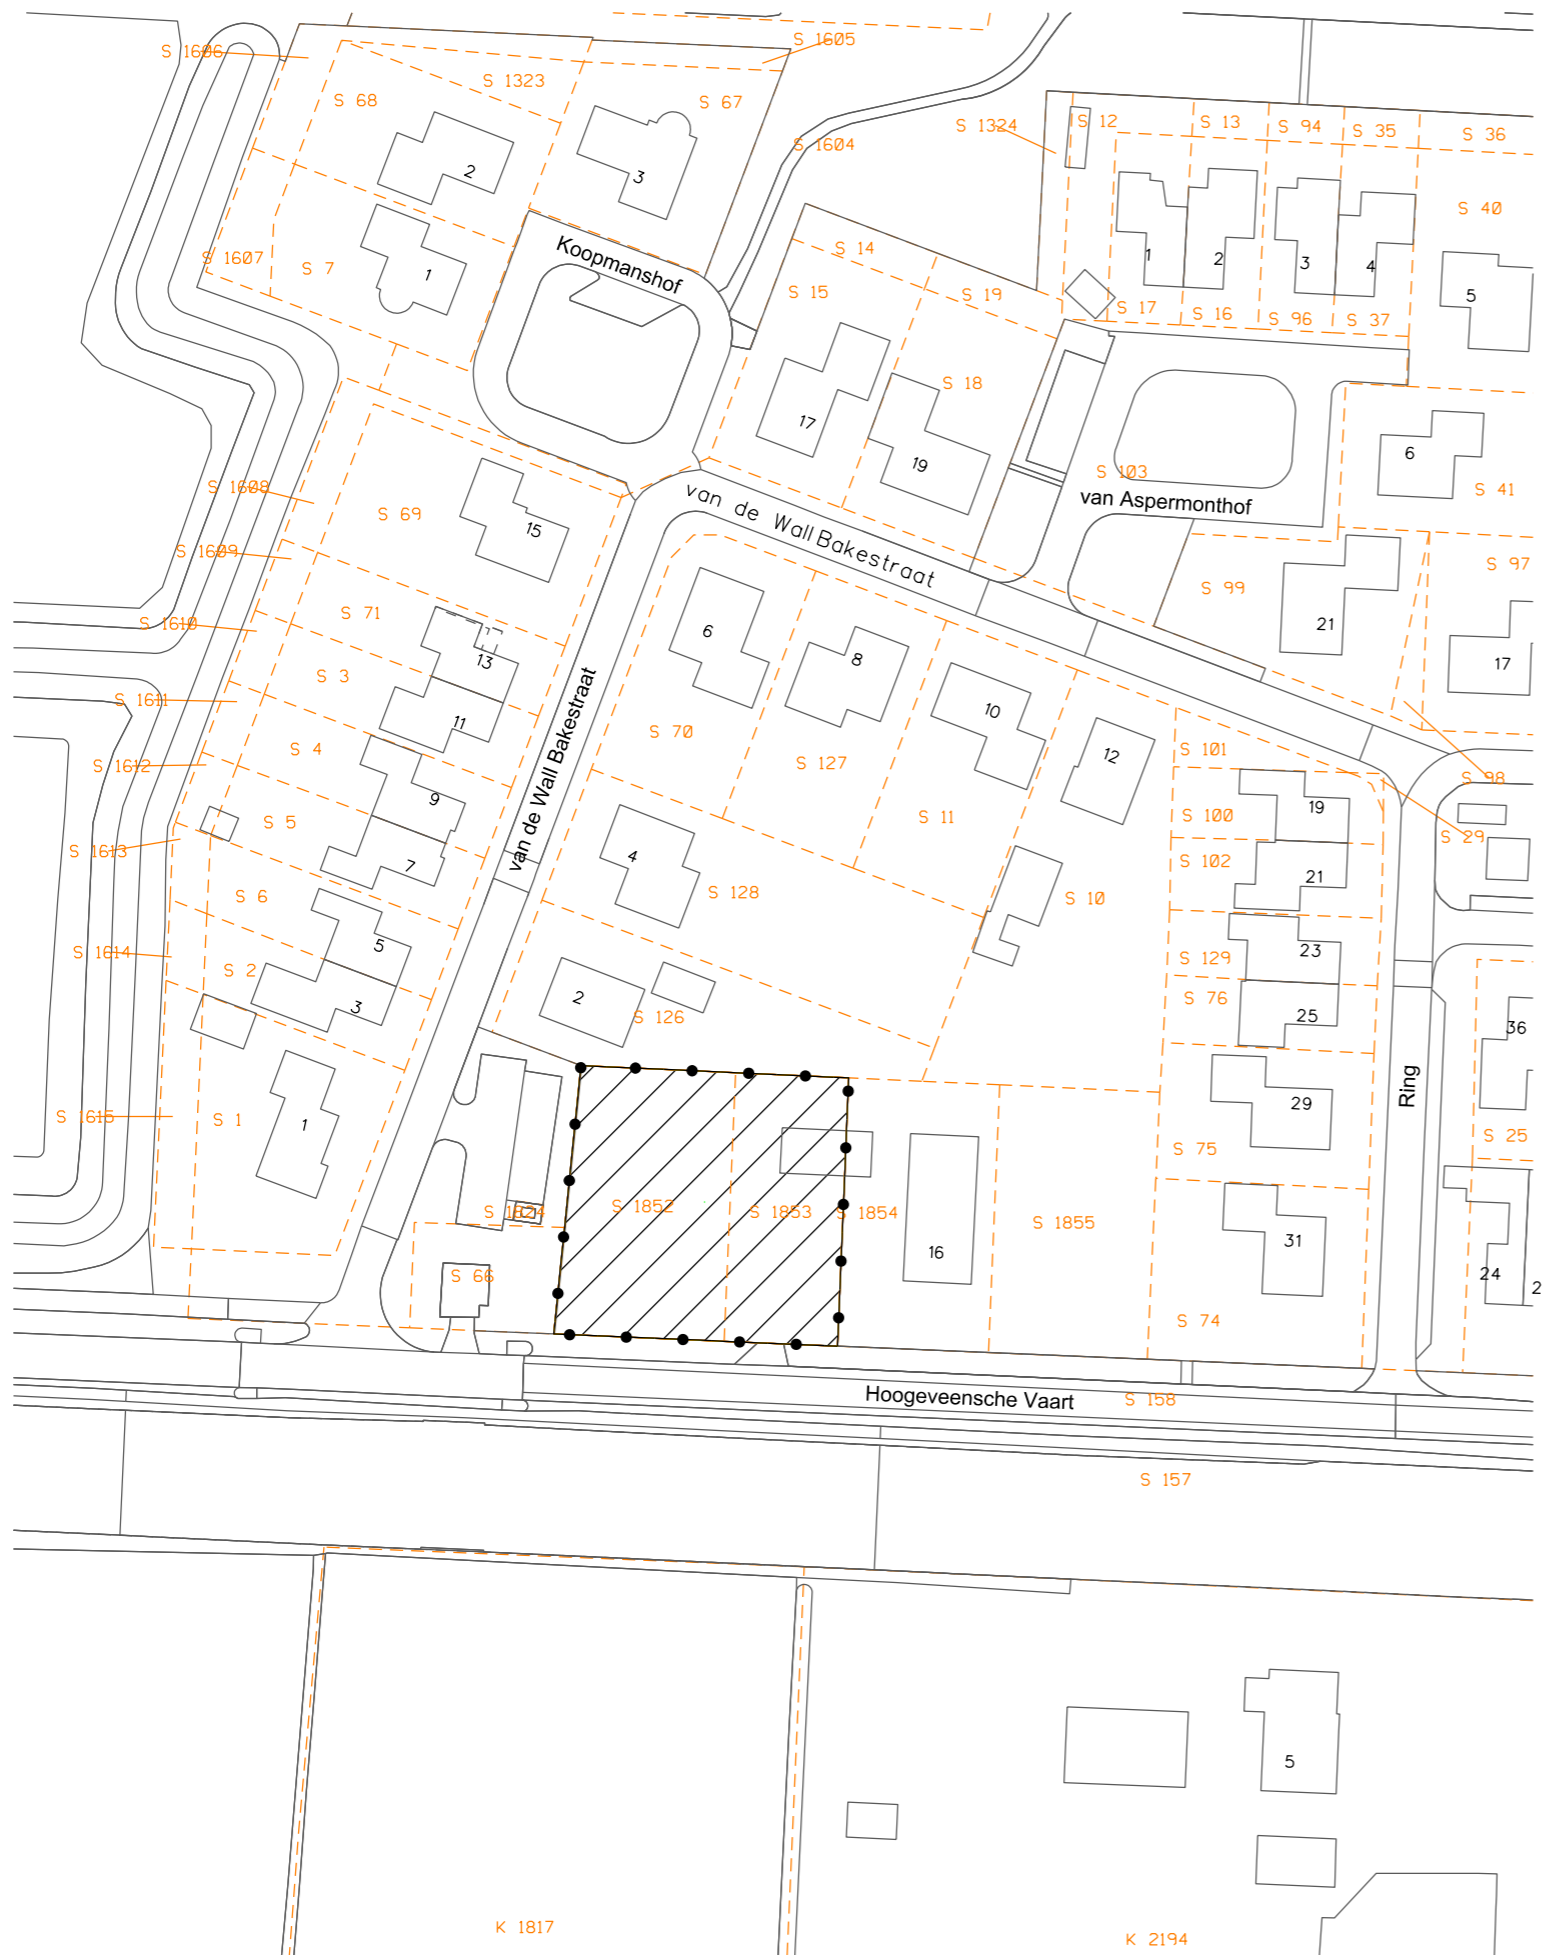 S 1606
S 1605
S 68
S 1323
S 67
S 1604
S 1324
S 12
S 13
S 94
S 35
S 36
2
3
S 40
S 1607
S 7
1
Koopmanshof
S 14
S 15
S 19
1
2
3
4
5
S 17
S 16
S 96
S 37
S 18
17
19
6
S 103
S 41
van Aspermonthof
S 1608
S 69
15
van de Wall Bakestraat
S 1609
S 97
S 99
S 71
S 1610
13
6
8
21
17
S 3
S 1611
11
10
S 70
S 4
S 1612
S 127
12
S 101
S 98
9
van de Wall Bakestraat
S 5
S 11
S 100
19
S 29
S 1613
7
4
S 102
21
S 6
S 128
S 10
5
S 1614
S 2
S 129
23
3
2
S 126
S 76
25
36
Ring
S 1615
S 1
1
29
S 75
S 25
S 1824
S 1852
S 1853
S 1854
S 1855
16
31
S 66
24
2
S 74
Hoogeveensche Vaart
S 158
S 157
5
K 1817
K 2194